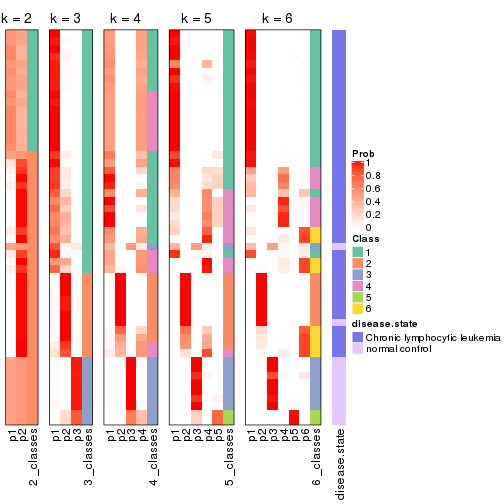 k = 2 k = 3 k = 4 k = 5 k = 6
Prob
1
0.8
0.6
0.4
0.2
0
Class
1
2
3
4
5
6
disease.state
Chronic lymphocytic leukemia
normal control
p1 p2 2_classes p1 p2 p3 3_classes p1 p2 p3 p4 4_classes p1 p2 p3 p4 p5 5_classes p1 p2 p3 p4 p5 p6 6_classes disease.state